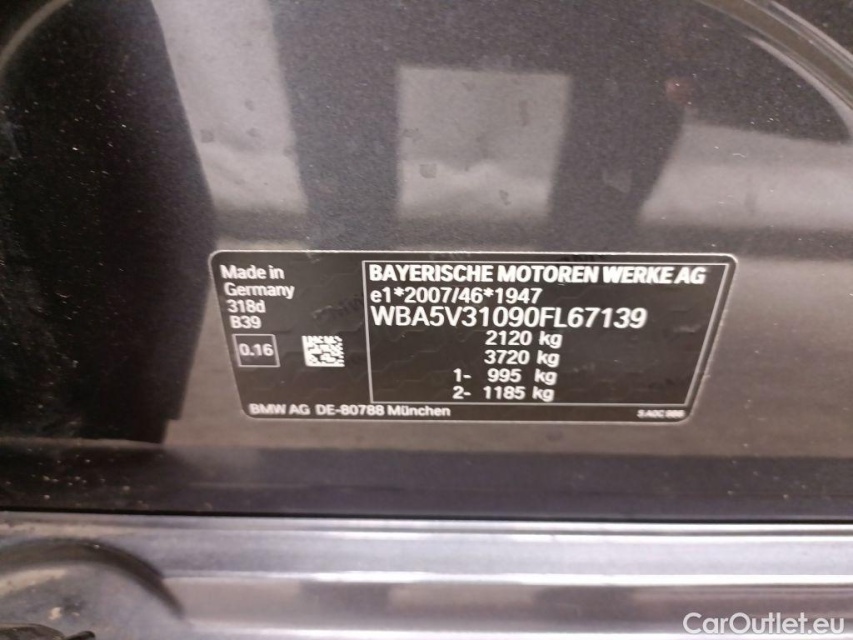 Made in
Germany
318d
B39
0.16
BAYERISCHE MOTOREN WERKE AG
e1*2007/46*1947
WBA5V31090FL67139
2120 kg
3720 kg
1- 995 kg
2- 1185 kg
BMW AG DE-80788 München
CarOutlet.eu